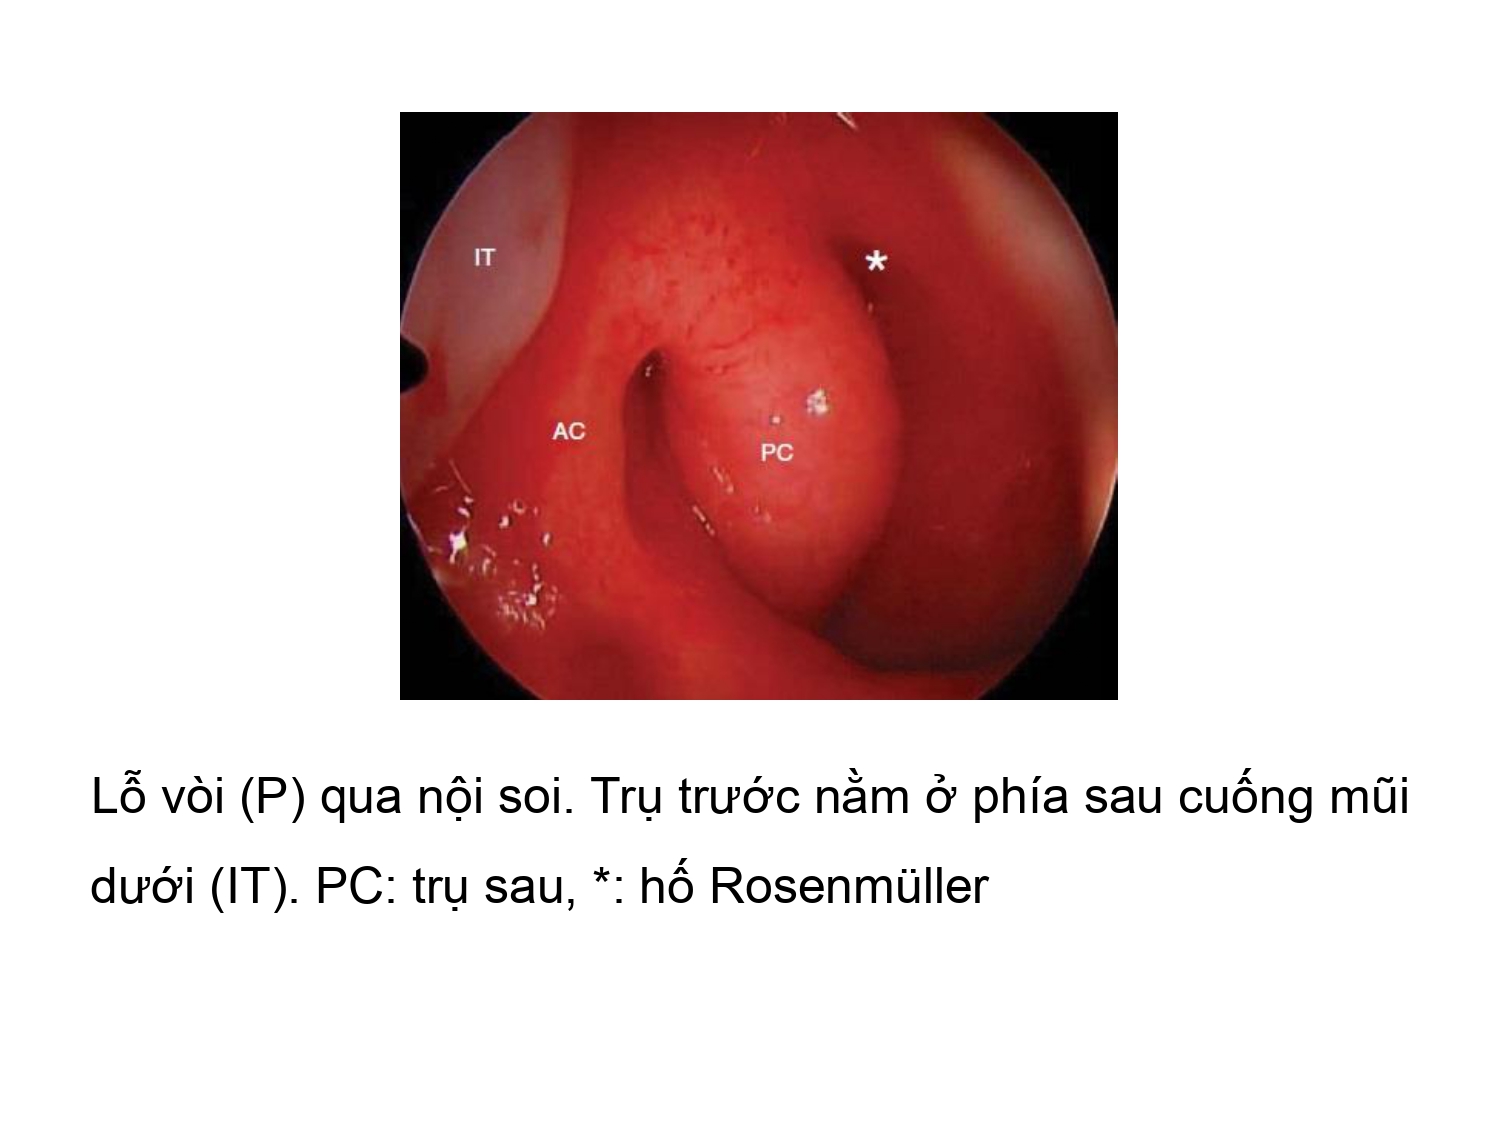 IT
*
AC
PC
Lỗ vòi (P) qua nội soi. Trụ trước nằm ở phía sau cuống mũi
dưới (IT). PC: trụ sau, *: hố Rosenmüller